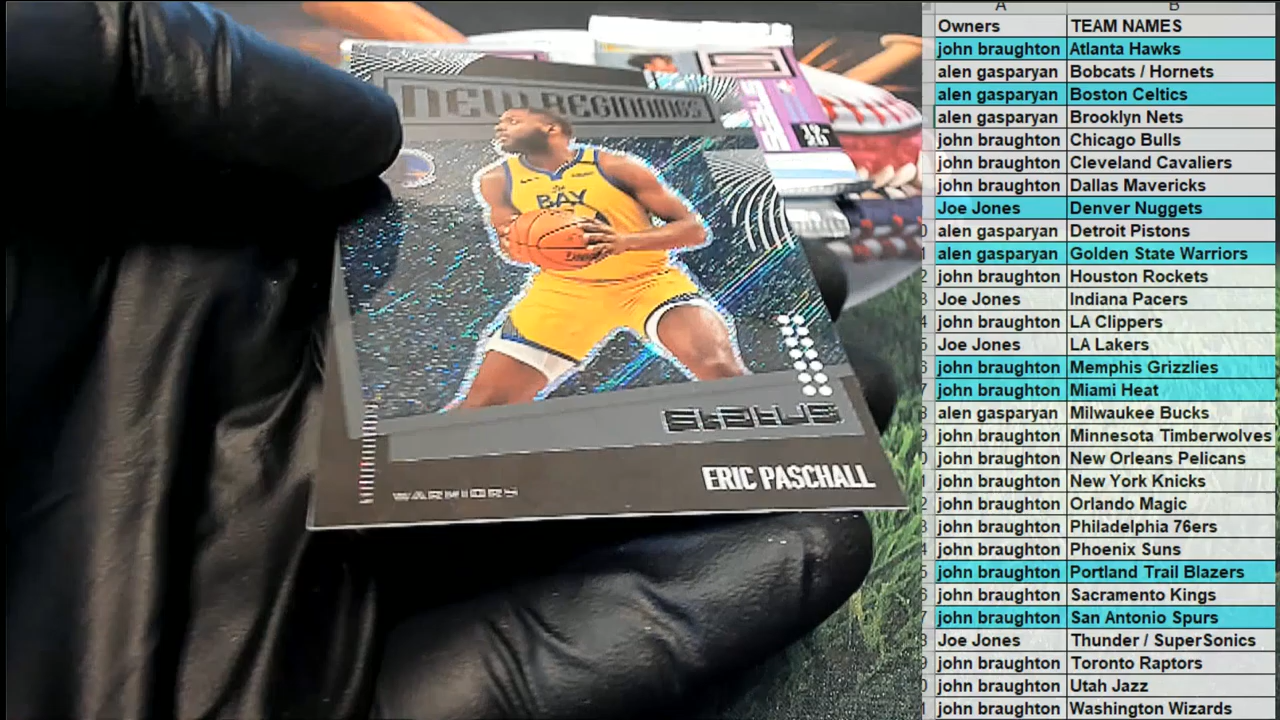 A B
Owners TEAM NAMES
john braughton Atlanta Hawks
alen gasparyan Bobcats / Hornets
alen gasparyan Boston Celtics
alen gasparyan Brooklyn Nets
john braughton Chicago Bulls
john braughton Cleveland Cavaliers
john braughton Dallas Mavericks
Joe Jones Denver Nuggets
alen gasparyan Detroit Pistons
alen gasparyan Golden State Warriors
john braughton Houston Rockets
Joe Jones Indiana Pacers
john braughton LA Clippers
Joe Jones LA Lakers
john braughton Memphis Grizzlies
john braughton Miami Heat
alen gasparyan Milwaukee Bucks
john braughton Minnesota Timberwolves
john braughton New Orleans Pelicans
john braughton New York Knicks
john braughton Orlando Magic
john braughton Philadelphia 76ers
john braughton Phoenix Suns
john braughton Portland Trail Blazers
john braughton Sacramento Kings
john braughton San Antonio Spurs
Joe Jones Thunder / SuperSonics
john braughton Toronto Raptors
john braughton Utah Jazz
john braughton Washington Wizards
NEW BEGINNINGS
THE BAY
STATUS
ERIC PASCHALL
WARRIORS